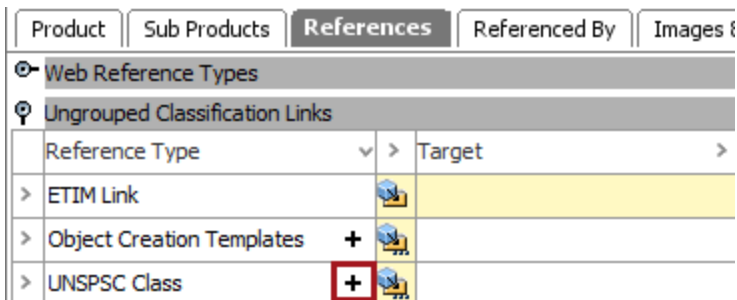 Product Sub Products References Referenced By Images &
Web Reference Types
Ungrouped Classification Links
Reference Type > Target >
> ETIM Link
> Object Creation Templates +
> UNSPSC Class +